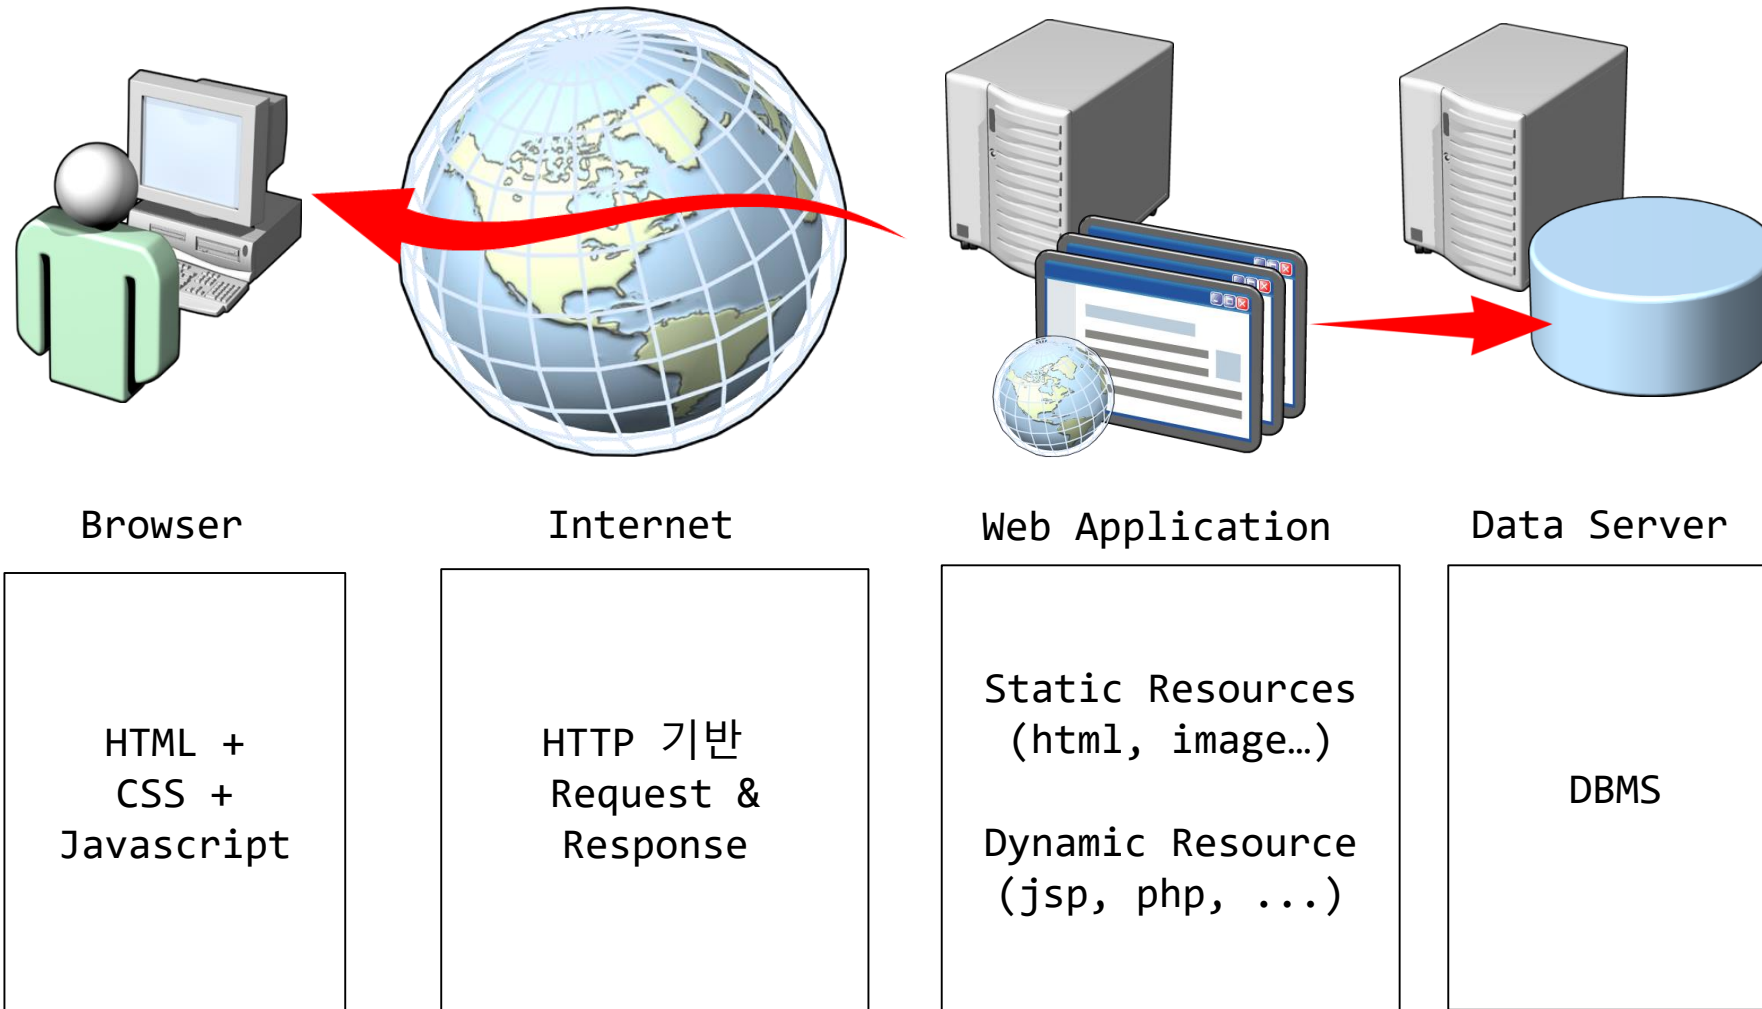 Browser
Internet
Web Application
Data Server
HTML +
CSS +
Javascript
HTTP 기반
Request &
Response
Static Resources
(html, image…)
Dynamic Resource
(jsp, php, ...)
DBMS